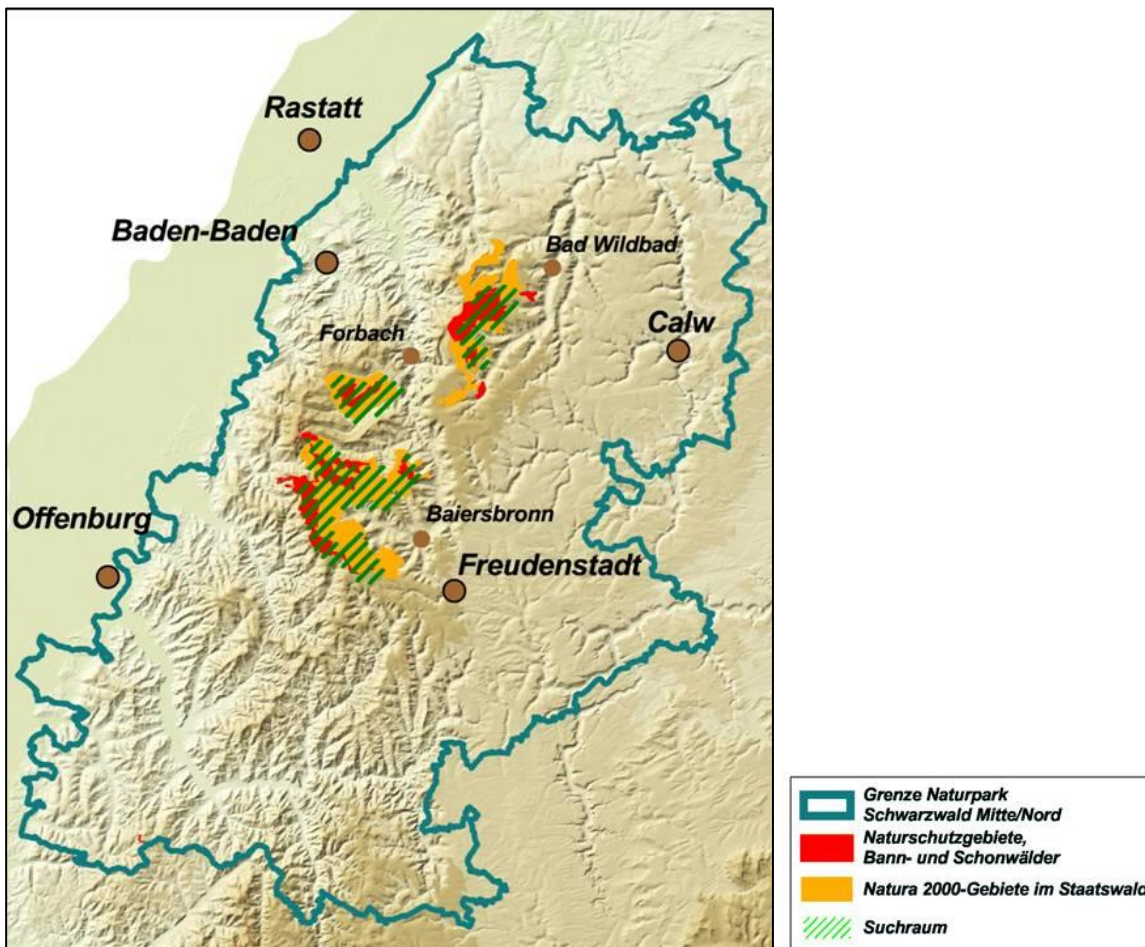 Rastatt
Baden-Baden
Bad Wildbad
Forbach
Calw
Offenburg
Baiersbronn
Freudenstadt
Grenze Naturpark
Schwarzwald Mitte/Nord
Naturschutzgebiete,
Bann- und Schonwälder
Natura 2000-Gebiete im Staatswald
Suchraum